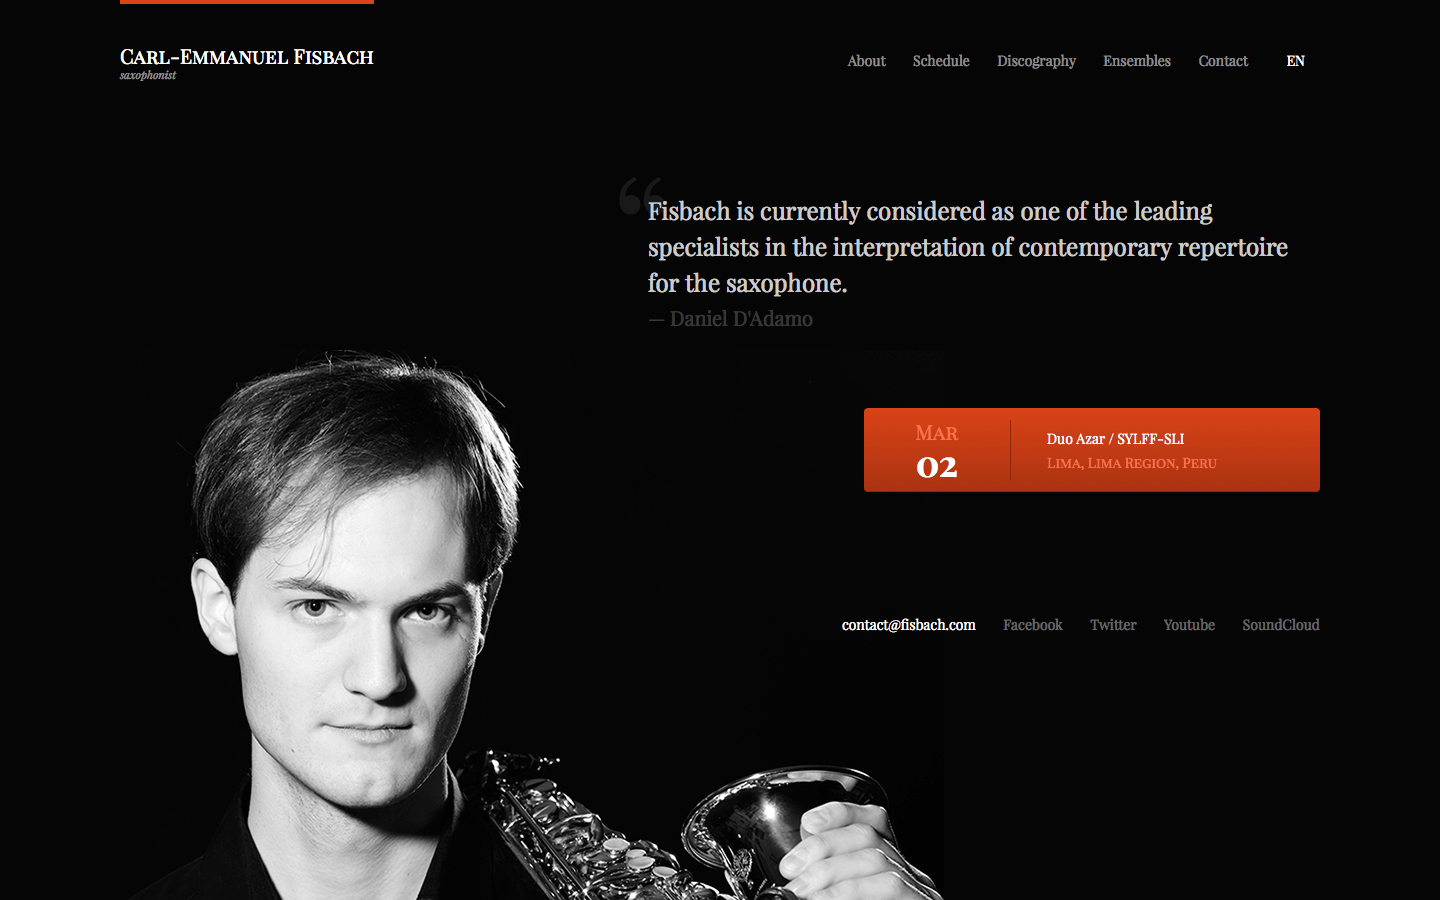 Carl-Emmanuel Fisbach
saxophonist
About Schedule Discography Ensembles Contact EN
“
Fisbach is currently considered as one of the leading
specialists in the interpretation of contemporary repertoire
for the saxophone.
— Daniel D'Adamo
Mar
02
Duo Azar / SYLFF-SLI
Lima, Lima Region, Peru
contact@fisbach.com Facebook Twitter Youtube SoundCloud